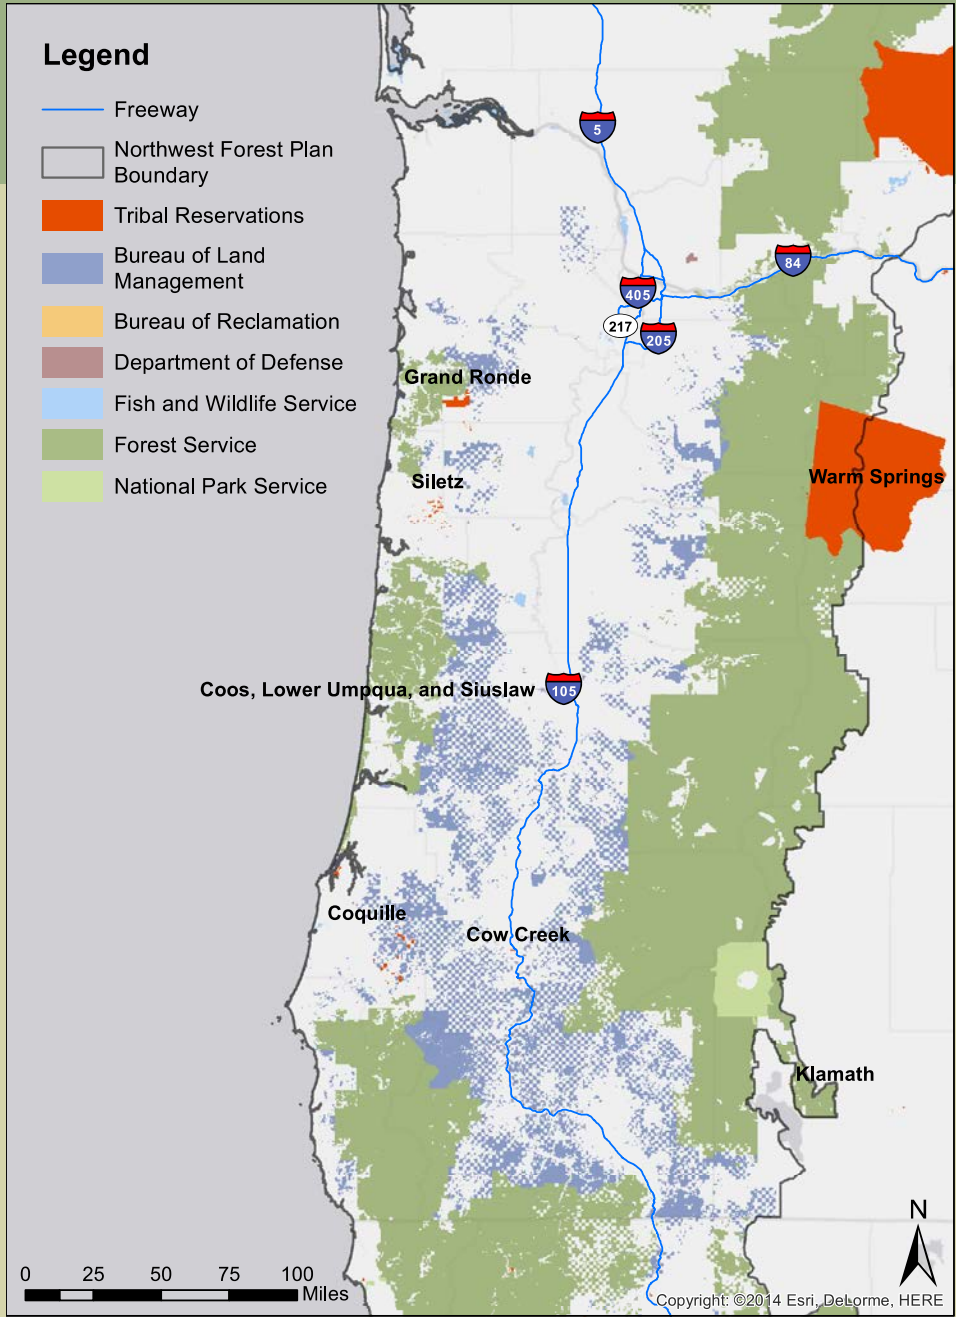 Legend
Freeway
Northwest Forest Plan
Boundary
Tribal Reservations
Bureau of Land
Management
Bureau of Reclamation
Department of Defense
Fish and Wildlife Service
Forest Service
National Park Service
5
84
405
217
205
Grand Ronde
Siletz
Warm Springs
Coos, Lower Umpqua, and Siuslaw
105
Coquille
Cow Creek
Klamath
N
0 25 50 75 100
Miles
Copyright: ©2014 Esri, DeLorme, HERE